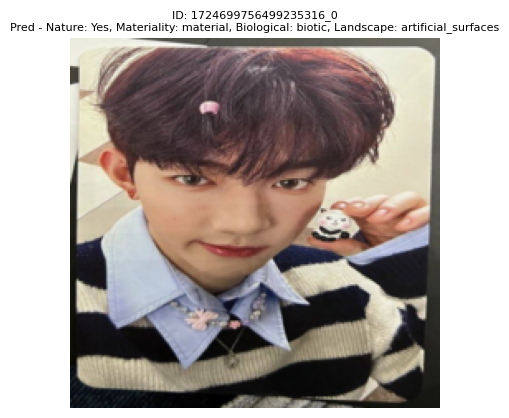 ID: 1724699756499235316_0
Pred - Nature: Yes, Materiality: material, Biological: biotic, Landscape: artificial_surfaces